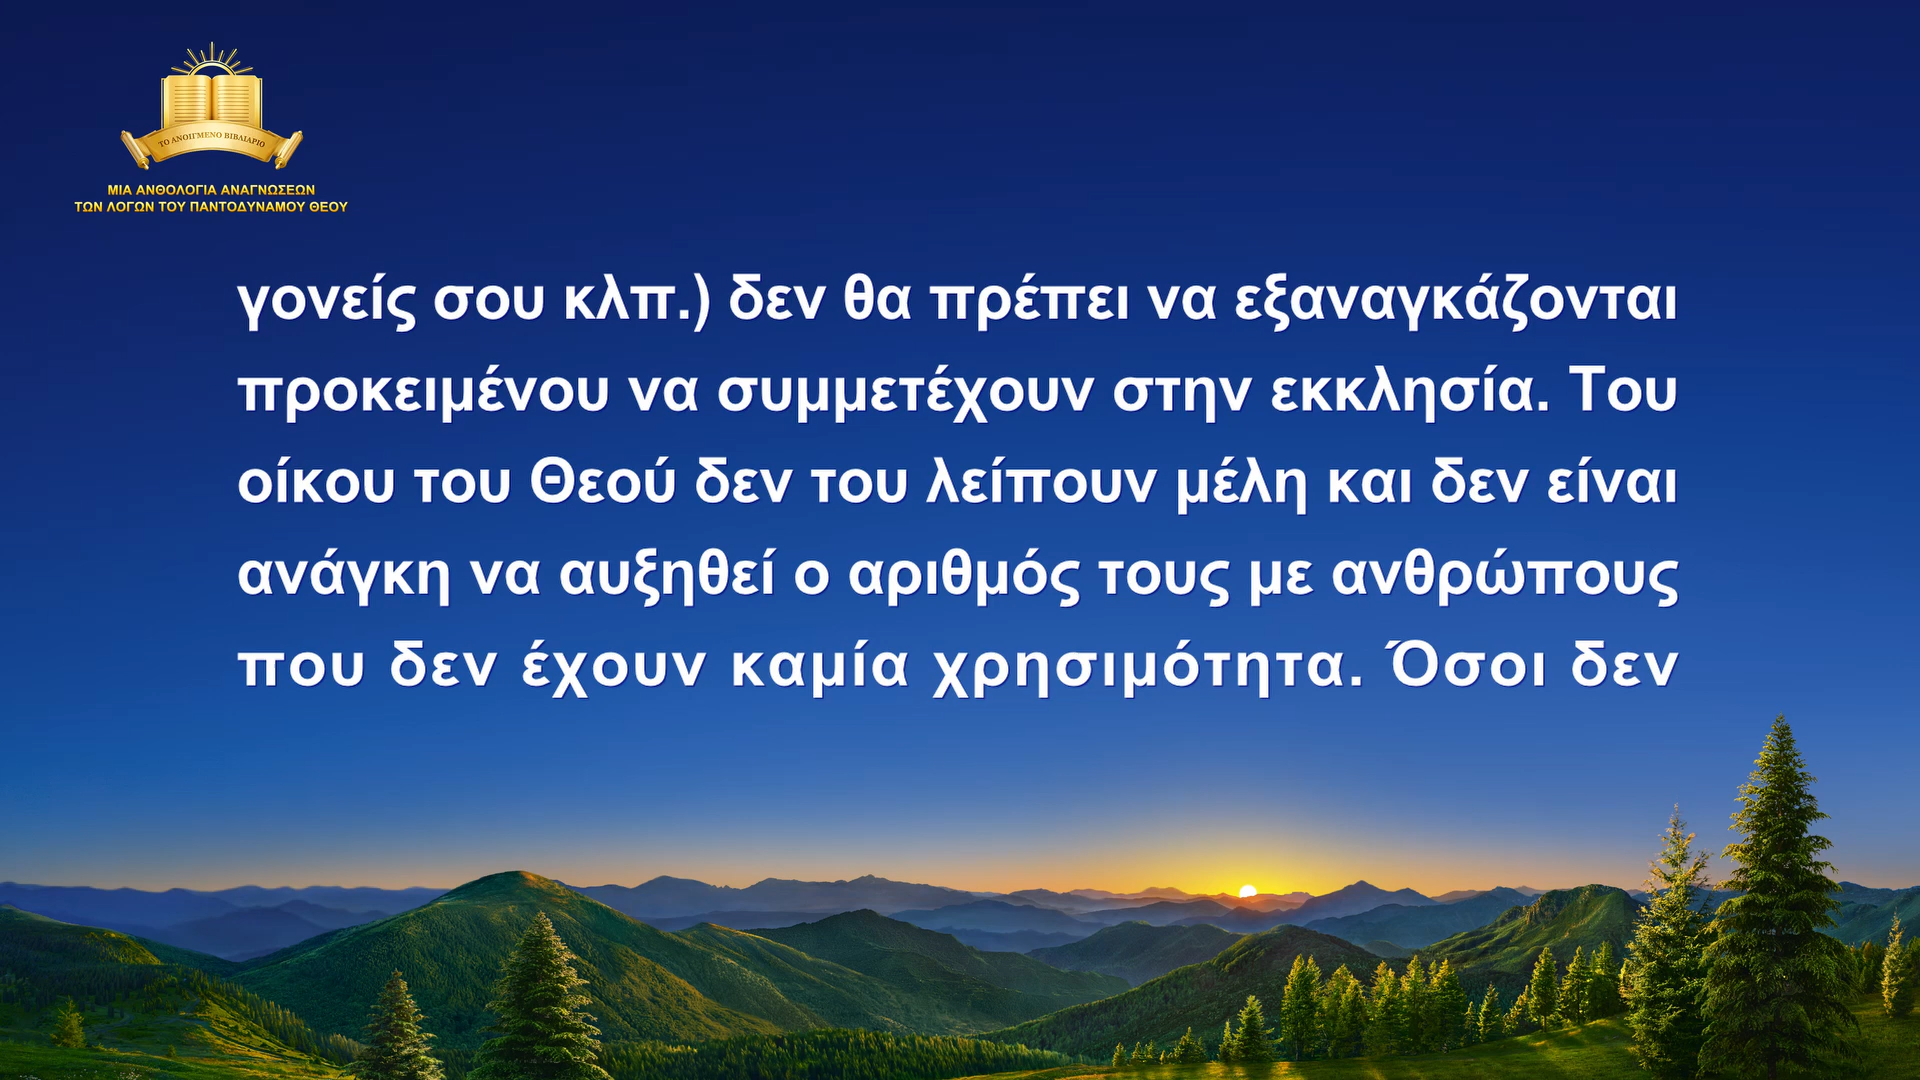 ΤΟ ΑΝΟΙΓΜΕΝΟ ΒΙΒΛΙΑΡΙΟ
ΜΙΑ ΑΝΘΟΛΟΓΙΑ ΑΝΑΓΝΩΣΕΩΝ
ΤΩΝ ΛΟΓΩΝ ΤΟΥ ΠΑΝΤΟΔΥΝΑΜΟΥ ΘΕΟΥ
γονείς σου κλπ.) δεν θα πρέπει να εξαναγκάζονται
προκειμένου να συμμετέχουν στην εκκλησία. Του
οίκου του Θεού δεν του λείπουν μέλη και δεν είναι
ανάγκη να αυξηθεί ο αριθμός τους με ανθρώπους
που δεν έχουν καμία χρησιμότητα. Όσοι δεν